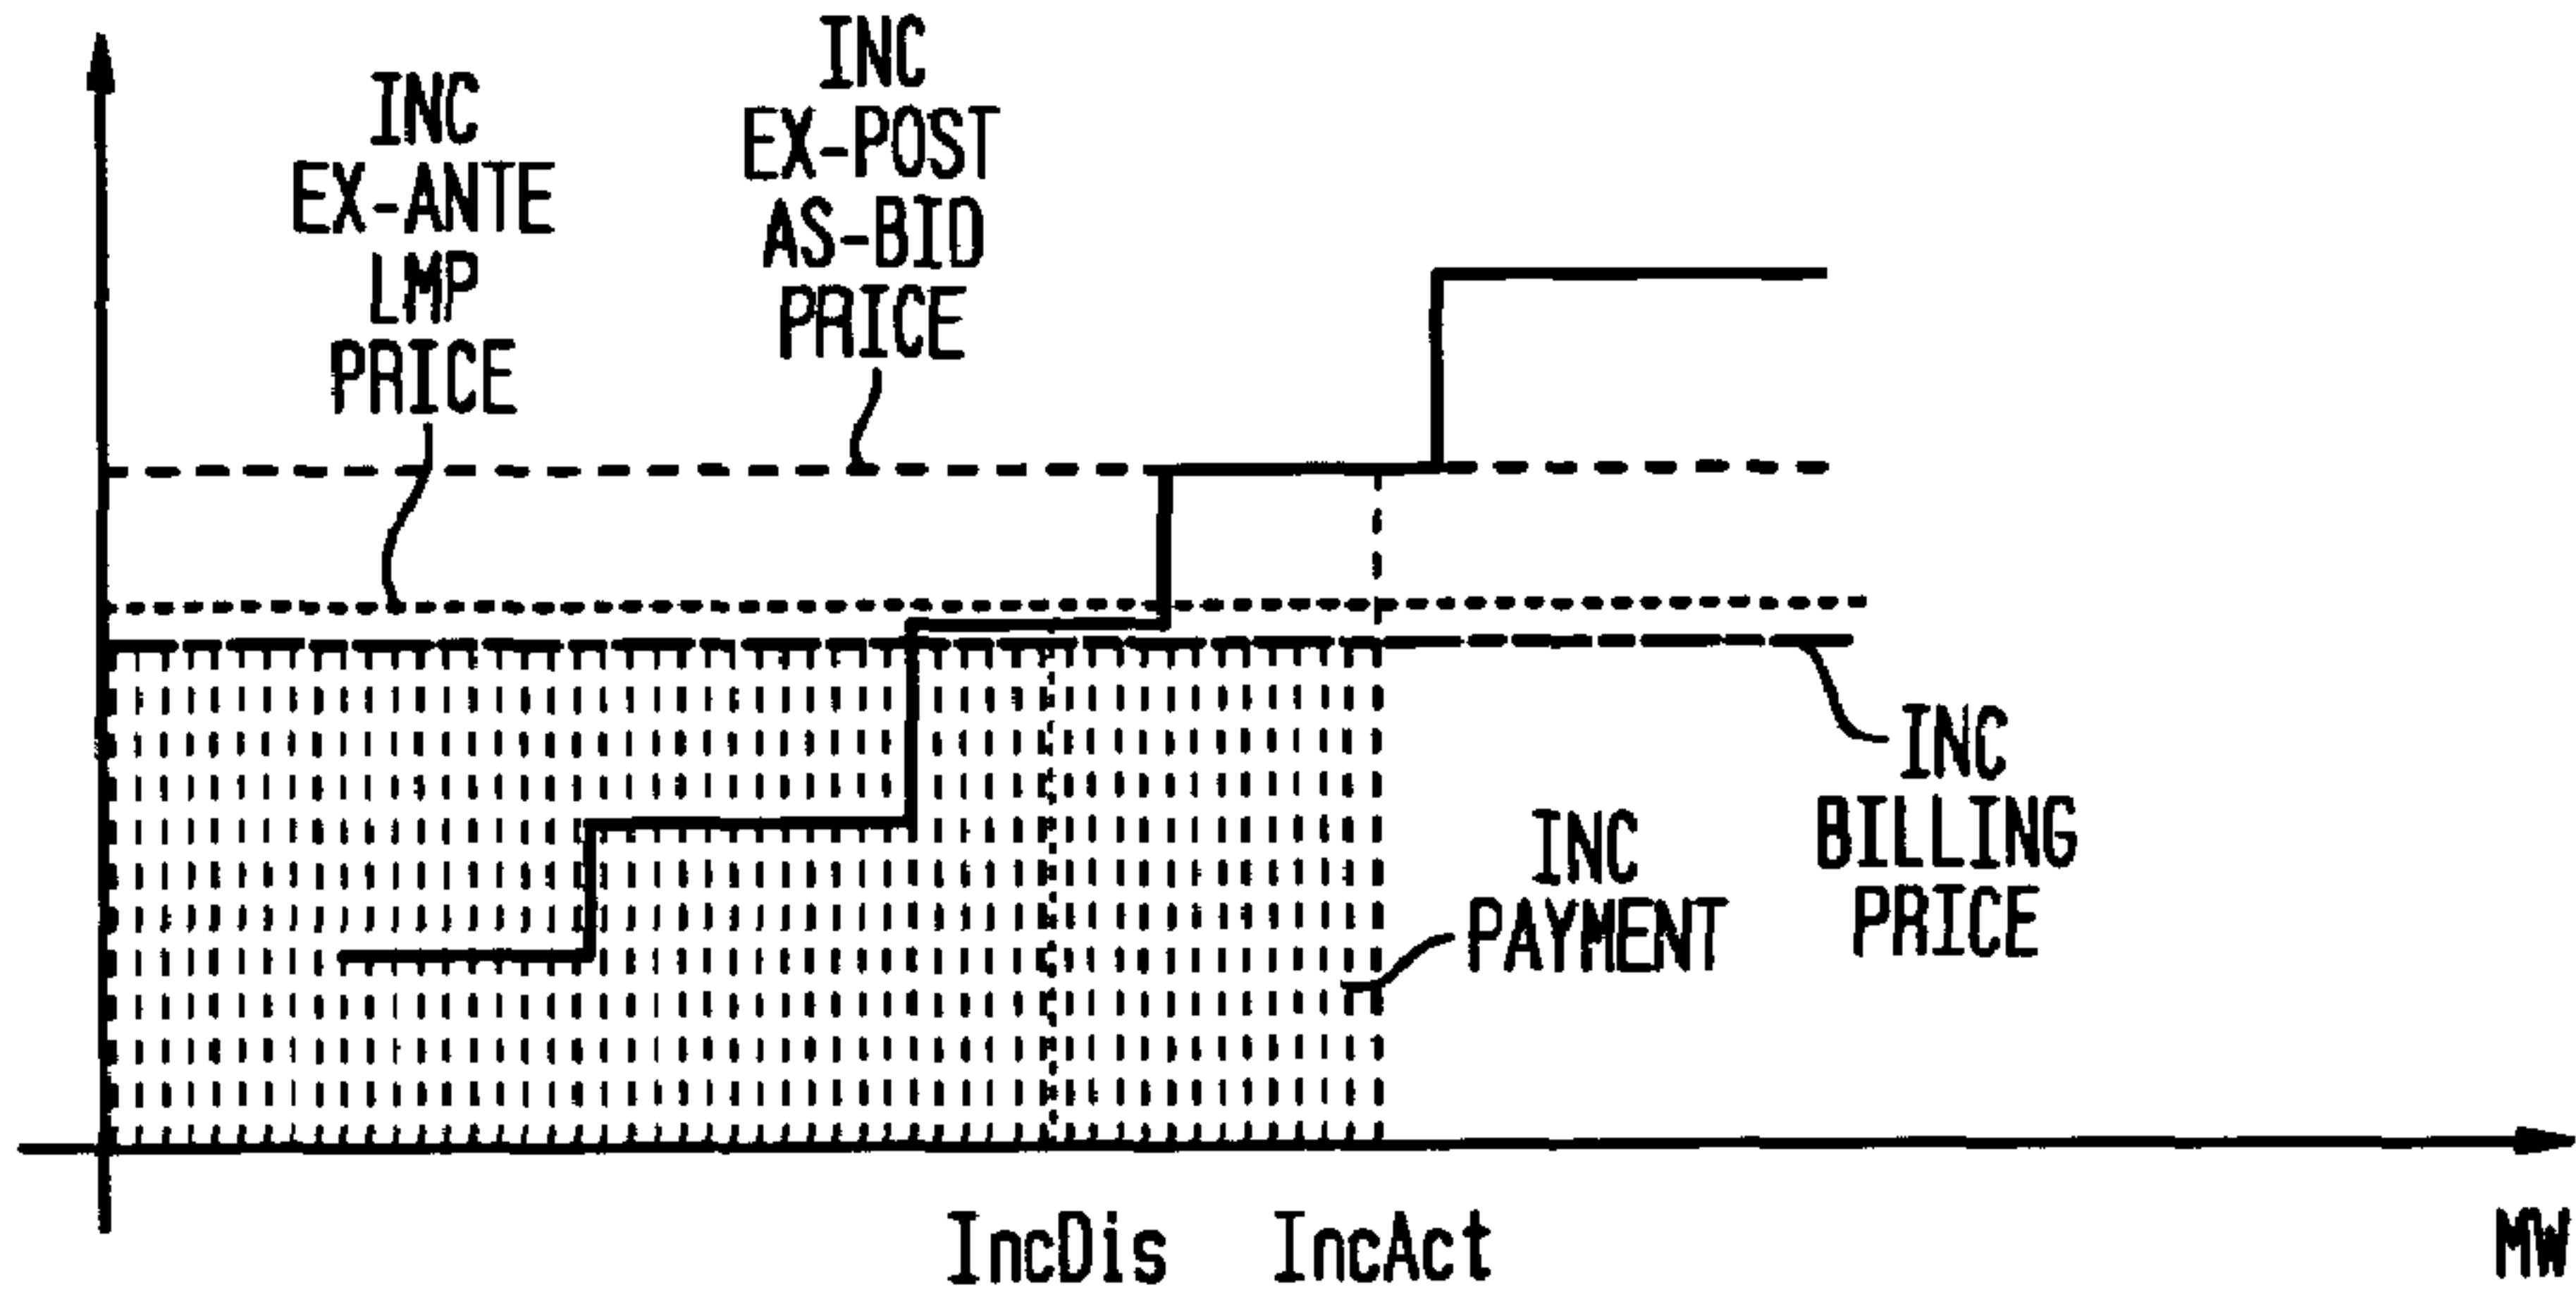 INC
EX-ANTE
LMP
PRICE
INC
EX-POST
AS-BID
PRICE
INC
BILLING
PRICE
INC
PAYMENT
IncDis
IncAct
MW